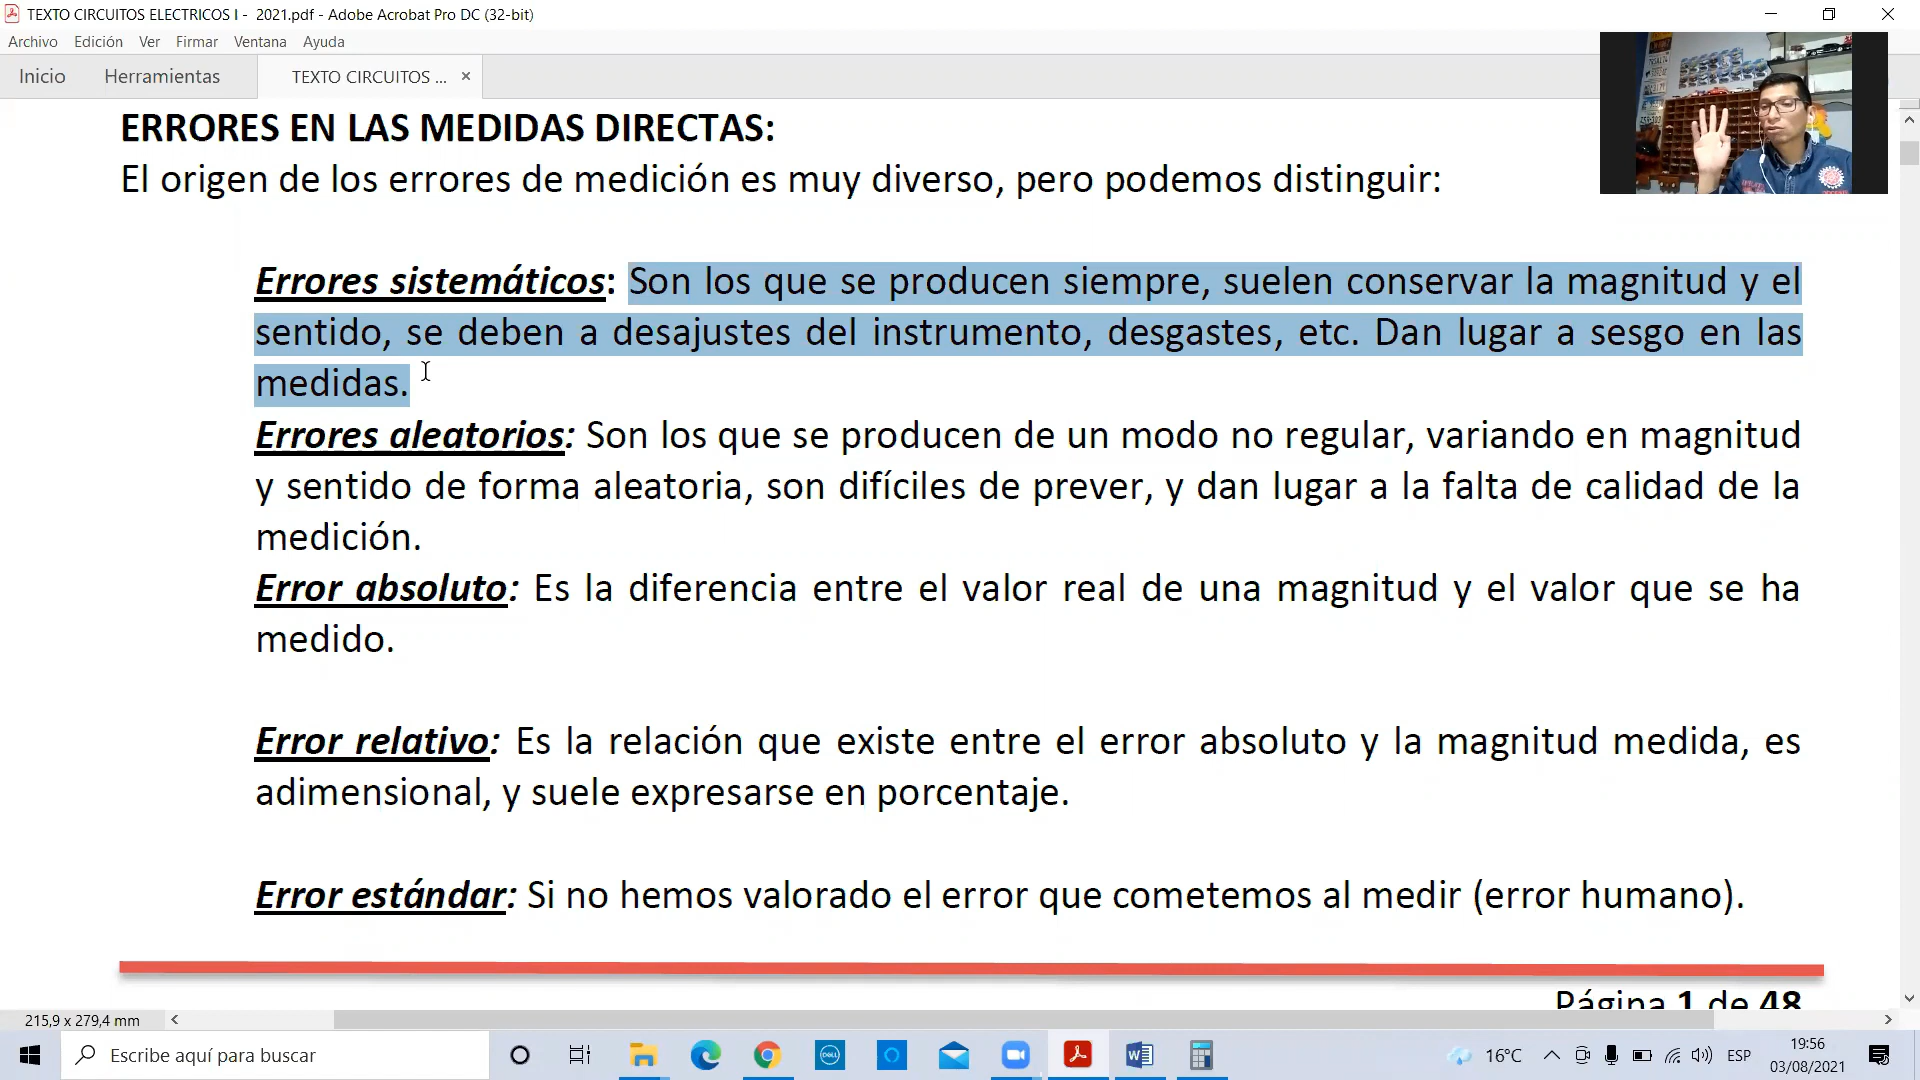 TEXTO CIRCUITOS ELECTRICOS I - 2021.pdf - Adobe Acrobat Pro DC (32-bit)
Archivo Edición Ver Firmar Ventana Ayuda
Inicio Herramientas TEXTO CIRCUITOS ... ×
ERRORES EN LAS MEDIDAS DIRECTAS:
El origen de los errores de medición es muy diverso, pero podemos distinguir:
Errores sistemáticos: Son los que se producen siempre, suelen conservar la magnitud y el
sentido, se deben a desajustes del instrumento, desgastes, etc. Dan lugar a sesgo en las
medidas.
Errores aleatorios: Son los que se producen de un modo no regular, variando en magnitud
y sentido de forma aleatoria, son difíciles de prever, y dan lugar a la falta de calidad de la
medición.
Error absoluto: Es la diferencia entre el valor real de una magnitud y el valor que se ha
medido.
Error relativo: Es la relación que existe entre el error absoluto y la magnitud medida, es
adimensional, y suele expresarse en porcentaje.
Error estándar: Si no hemos valorado el error que cometemos al medir (error humano).
Página 1 de 48
215,9 x 279,4 mm
Escribe aquí para buscar
DELL
16°C
ESP
19:56
03/08/2021